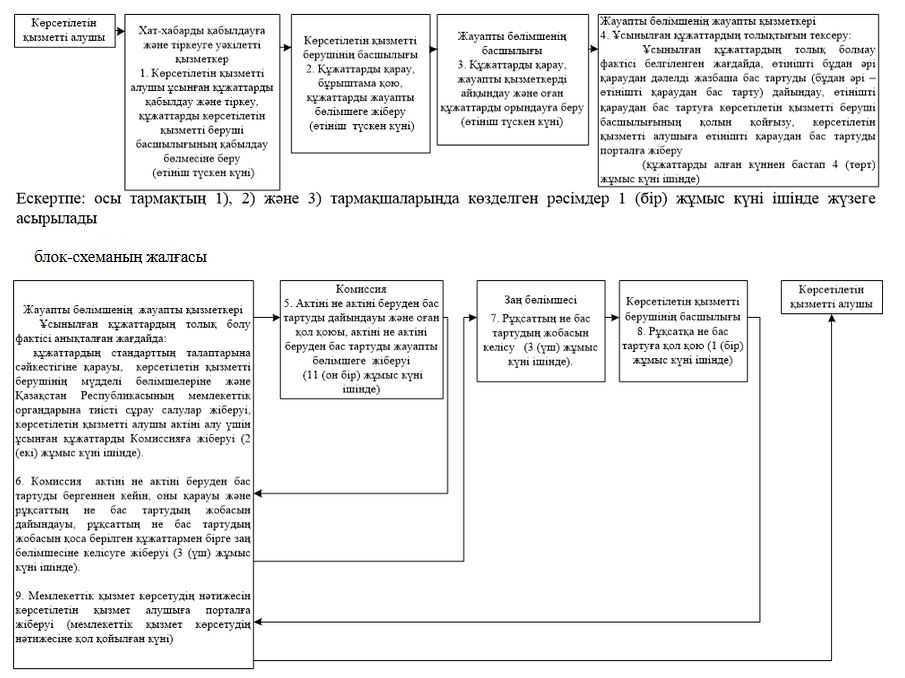 Көрсетілетін
қызметті алушы
Хат-хабарды қабылдауға
және тіркеуге уәкілетті
қызметкер
1. Көрсетілетін қызметті
алушы ұсынған құжаттарды
қабылдау және тіркеу,
құжаттарды көрсетілетін
қызметті беруші
басшылығының қабылдау
бөлмесіне беру
(өтініш түскен күні)
Көрсетілетін қызметті
берушінің басшылығы
2. Құжаттарды қарау,
бұрыштама қою,
құжаттарды жауапты
бөлімшеге жіберу
(өтініш түскен күні)
Жауапты бөлімшенің
басшылығы
3. Құжаттарды қарау,
жауапты қызметкерді
айқындау және оған
құжаттарды орындауға беру
(өтініш түскен күні)
Жауапты бөлімшенің жауапты қызметкері
4. Ұсынылған құжаттардың толықтығын тексеру:
Ұсынылған құжаттардың толық болмау
фактісі белгіленген жағдайда, өтінішті бұдан әрі
қараудан дәлелді жазбаша бас тартуды (бұдан әрі –
өтінішті қараудан бас тарту) дайындау, өтінішті
қараудан бас тартуға көрсетілетін қызметті беруші
басшылығының қолын қойғызу, көрсетілетін
қызметті алушыға өтінішті қараудан бас тартуды
порталға жіберу
(құжаттарды алған күннен бастап 4 (төрт)
жұмыс күні ішінде)
Ескертпе: осы тармақтың 1), 2) және 3) тармақшаларында көзделген рәсімдер 1 (бір) жұмыс күні ішінде жүзеге
асырылады
блок-схеманың жалғасы
Жауапты бөлімшенің жауапты қызметкері
Ұсынылған құжаттардың толық болу
фактісі анықталған жағдайда:
құжаттардың стандарттың талаптарына
сәйкестігіне қарауы, көрсетілетін қызметті
берушінің мүдделі бөлімшелеріне және
Қазақстан Республикасының мемлекеттік
органдарына тиісті сұрау салулар жіберуі,
көрсетілетін қызметті алушы актіні алу үшін
ұсынған құжаттарды Комиссияға жіберуі (2
(екі) жұмыс күні ішінде).
6. Комиссия актіні не актіні беруден бас
тартуды бергеннен кейін, оны қарауы және
рұқсаттың не бас тартудың жобасын
дайындауы, рұқсаттың не бас тартудың
жобасын қоса берілген құжаттармен бірге заң
бөлімшесіне келісуге жіберуі (3 (үш) жұмыс
күні ішінде).
9. Мемлекеттік қызмет көрсетудің нәтижесін
көрсетілетін қызмет алушыға порталға
жіберуі (мемлекеттік қызмет көрсетудің
нәтижесіне қол қойылған күні)
Комиссия
5. Актіні не актіні беруден бас
тартуды дайындауы және оған
қол қоюы, актіні не актіні
беруден бас тартуды жауапты
бөлімшеге жіберуі
(11 (он бір) жұмыс күні
ішінде)
Заң бөлімшесі
7. Рұқсаттың не бас
тартудың жобасын
келісу (3 (үш) жұмыс
күні ішінде).
Көрсетілетін қызметті
берушінің басшылығы
8. Рұқсатқа не бас
тартуға қол қою (1 (бір)
жұмыс күні ішінде)
Көрсетілетін
қызметті алушы